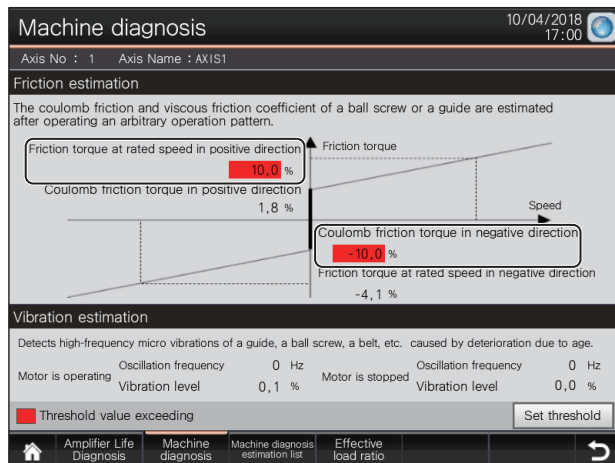 Machine diagnosis
10/04/2018
17:00
Axis No : 1 Axis Name : AXIS1
Friction estimation
The coulomb friction and viscous friction coefficient of a ball screw or a guide are estimated
after operating an arbitrary operation pattern.
Friction torque at rated speed in positive direction
10,0 %
Friction torque
Coulomb friction torque in positive direction
1,8 %
Speed
Coulomb friction torque in negative direction
-10,0 %
Friction torque at rated speed in negative direction
-4,1 %
Vibration estimation
Detects high-frequency micro vibrations of a guide, a ball screw, a belt, etc. caused by deterioration due to age.
Motor is operating
Oscillation frequency 0 Hz
Vibration level 0,1 %
Motor is stopped
Oscillation frequency 0 Hz
Vibration level 0,0 %
Threshold value exceeding
Set threshold
Amplifier Life
Diagnosis
Machine
diagnosis
Machine diagnosis
estimation list
Effective
load ratio